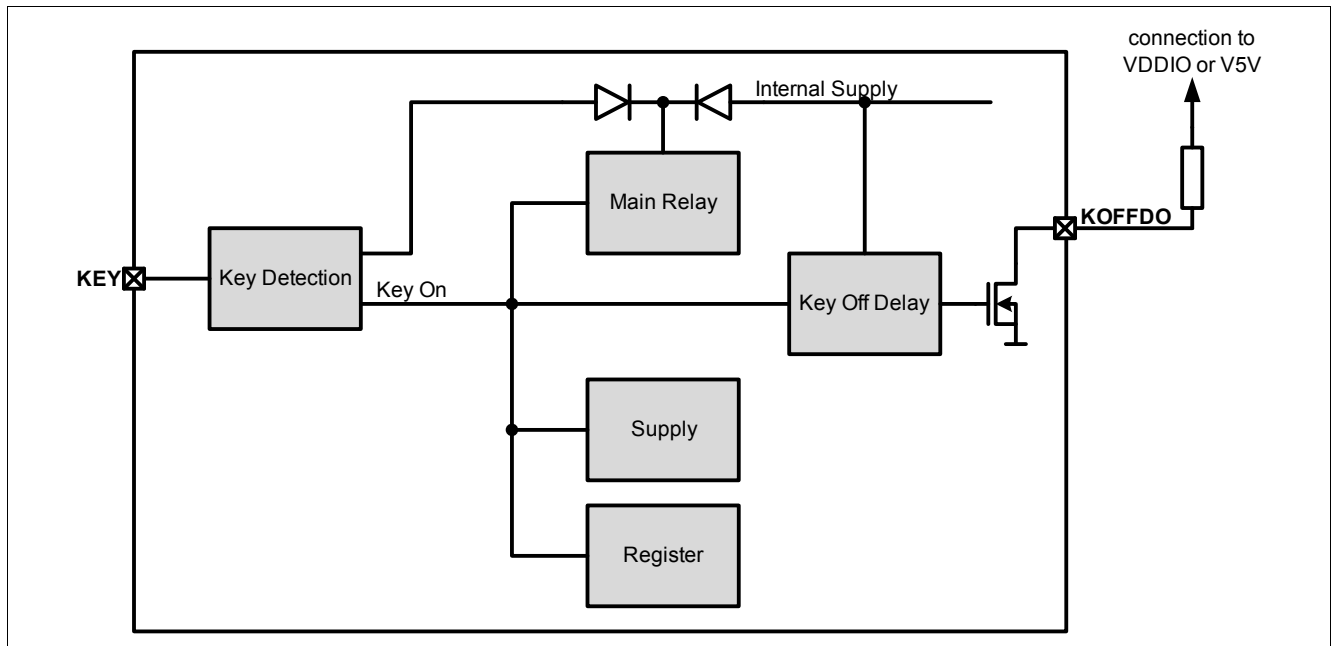 connection to
VDDIO or V5V
Internal Supply
Main Relay
KOFFDO
KEY
Key Detection
Key On
Key Off Delay
Supply
Register